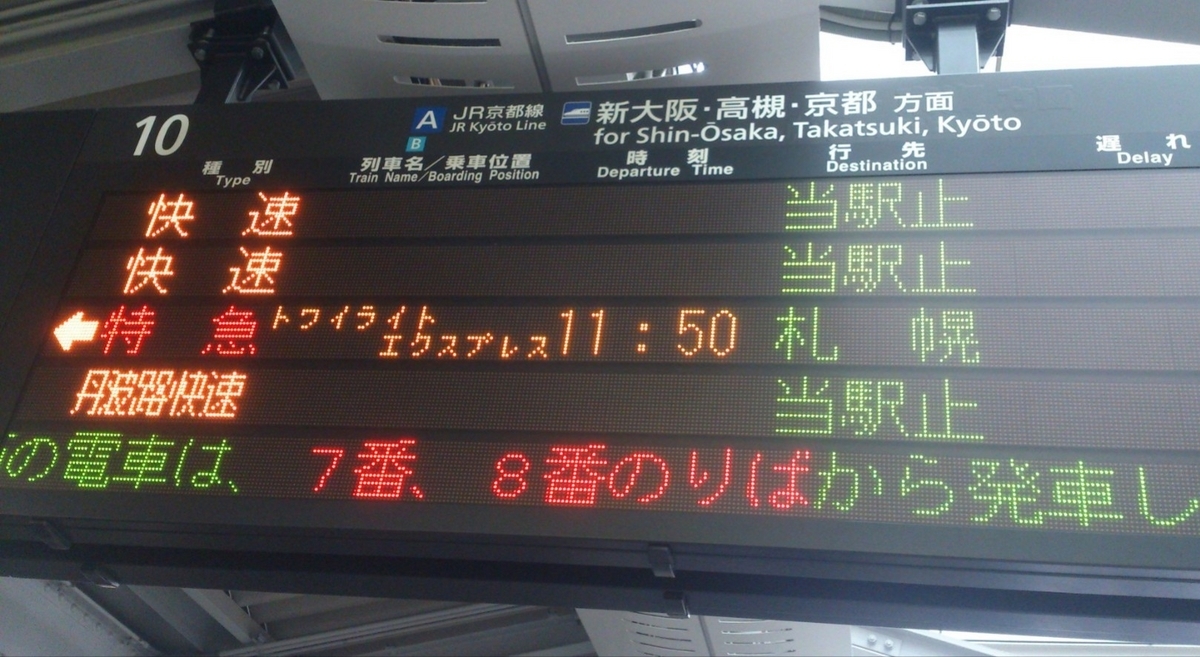 10 A JR京都線 新大阪・高槻・京都 方面
B JR Kyōto Line for Shin-Ōsaka, Takatsuki, Kyōto
種別 列車名／乗車位置 時刻 行先 遅れ
Type Train Name／Boarding Position Departure Time Destination Delay
快速 当駅止
快速 当駅止
特急 トワイライトエクスプレス 11:50 札幌
丹波路快速 当駅止
の電車は、 7番、 8番のりばから発車し